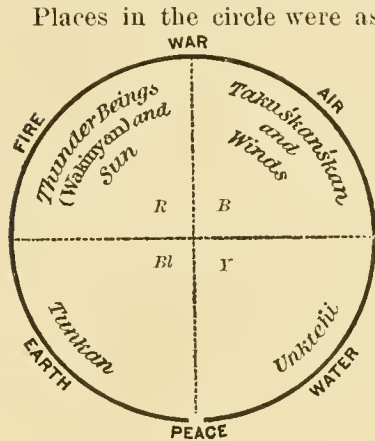 Places in the circle were as
WAR
FIRE
AIR
Thunder Beings
(Wakinyan) and
Sun
Takuśkanśkan
and
Winds
R
B
Bl
Y
Tunkan
Unktehi
EARTH
WATER
PEACE